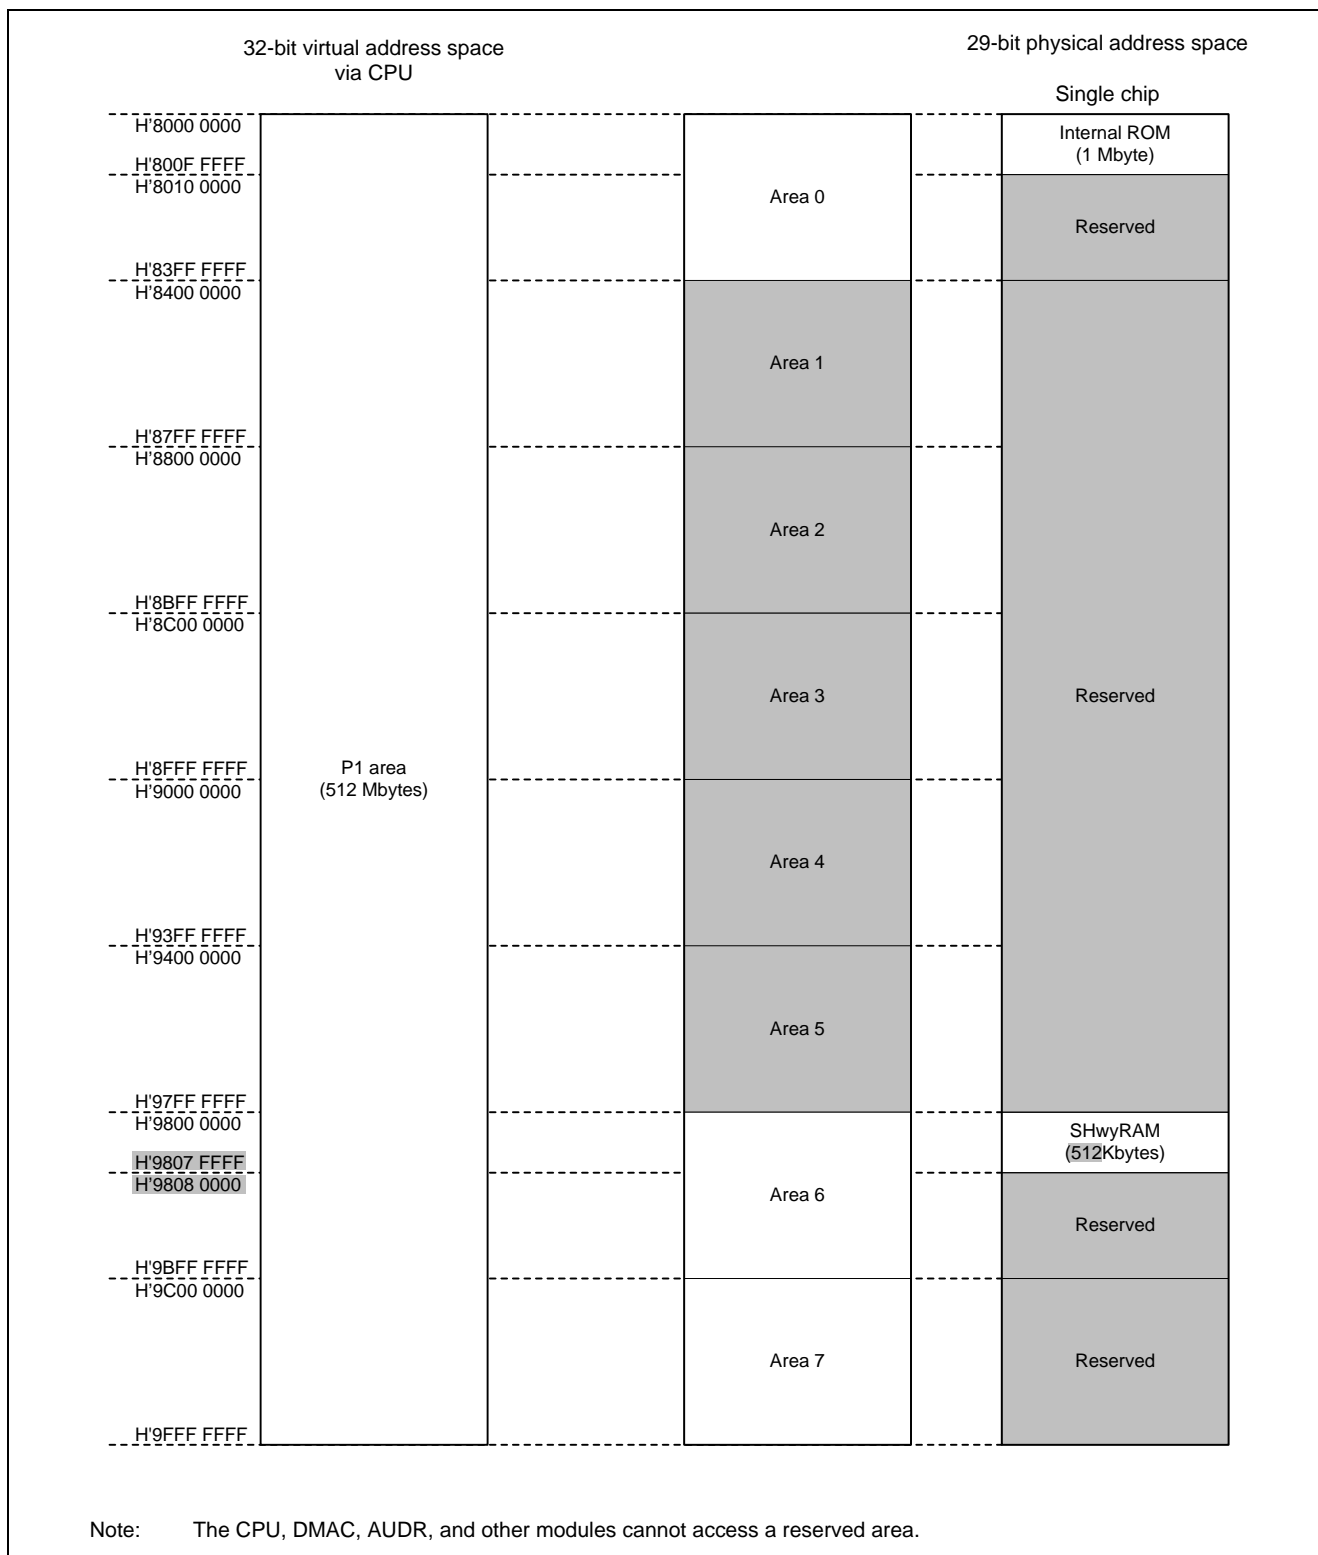 32-bit virtual address space
via CPU
29-bit physical address space
Single chip
H'8000 0000
Internal ROM
(1 Mbyte)
H'800F FFFF
H'8010 0000
Area 0
Reserved
H'83FF FFFF
H'8400 0000
Area 1
H'87FF FFFF
H'8800 0000
Area 2
H'8BFF FFFF
H'8C00 0000
Area 3
Reserved
H'8FFF FFFF
H'9000 0000
P1 area
(512 Mbytes)
Area 4
H'93FF FFFF
H'9400 0000
Area 5
H'97FF FFFF
H'9800 0000
SHwyRAM
(512Kbytes)
H'9807 FFFF
H'9808 0000
Area 6
Reserved
H'9BFF FFFF
H'9C00 0000
Area 7
Reserved
H'9FFF FFFF
Note: The CPU, DMAC, AUDR, and other modules cannot access a reserved area.